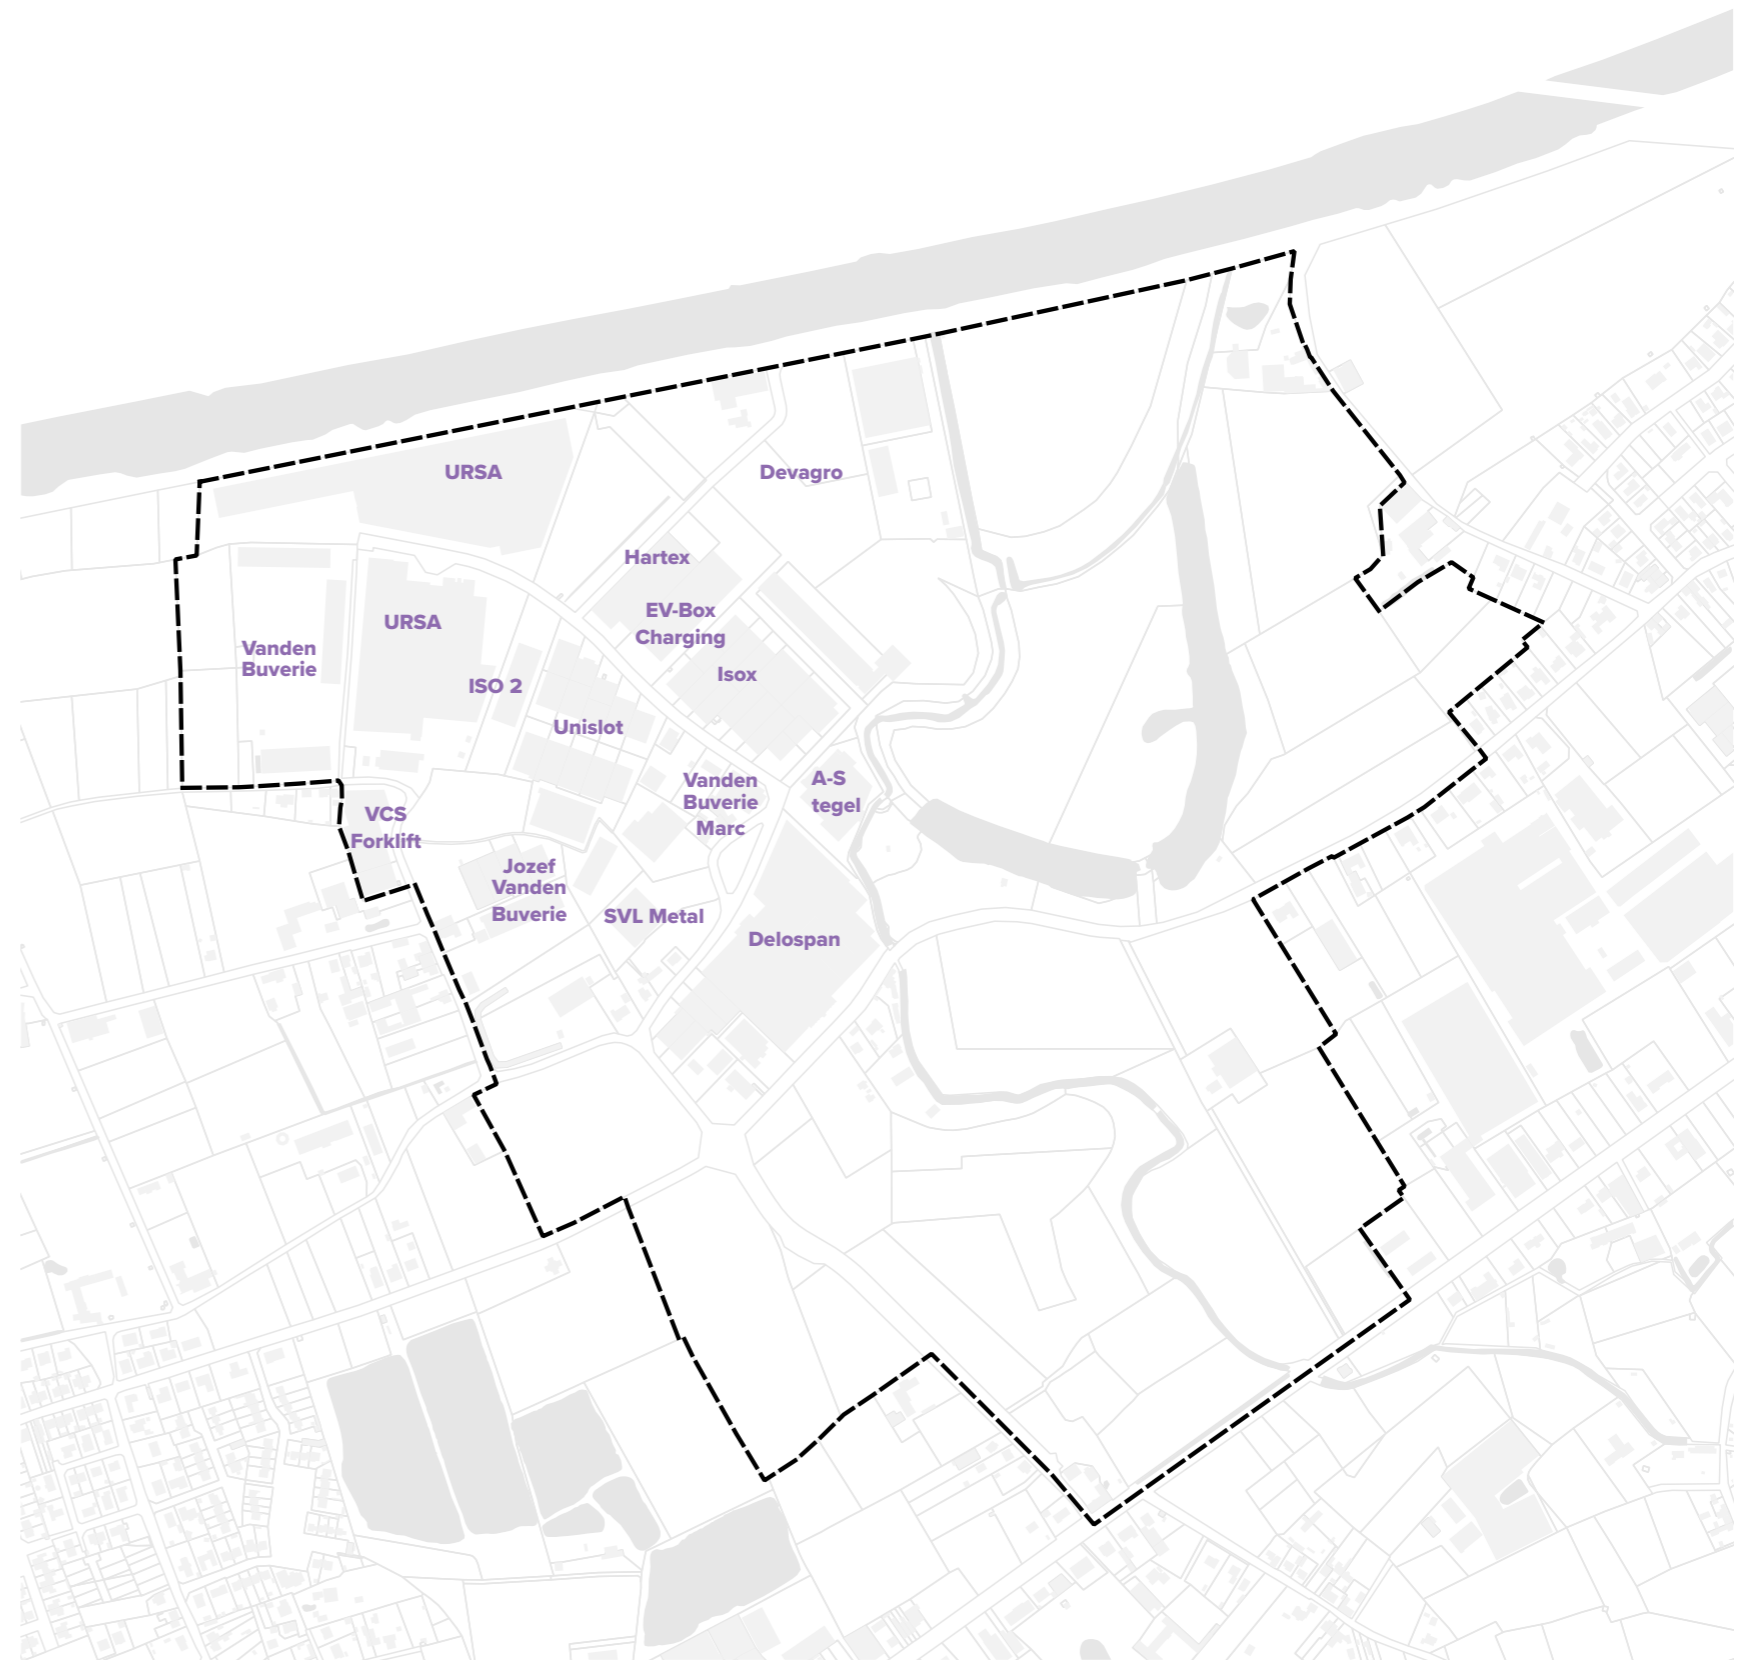 URSA
Devagro
Hartex
EV-Box
Charging
URSA
Vanden
Buverie
Isox
ISO 2
Unislot
Vanden
Buverie
Marc
A-S
tegel
VCS
Forklift
Jozef
Vanden
Buverie
SVL Metal
Delospan